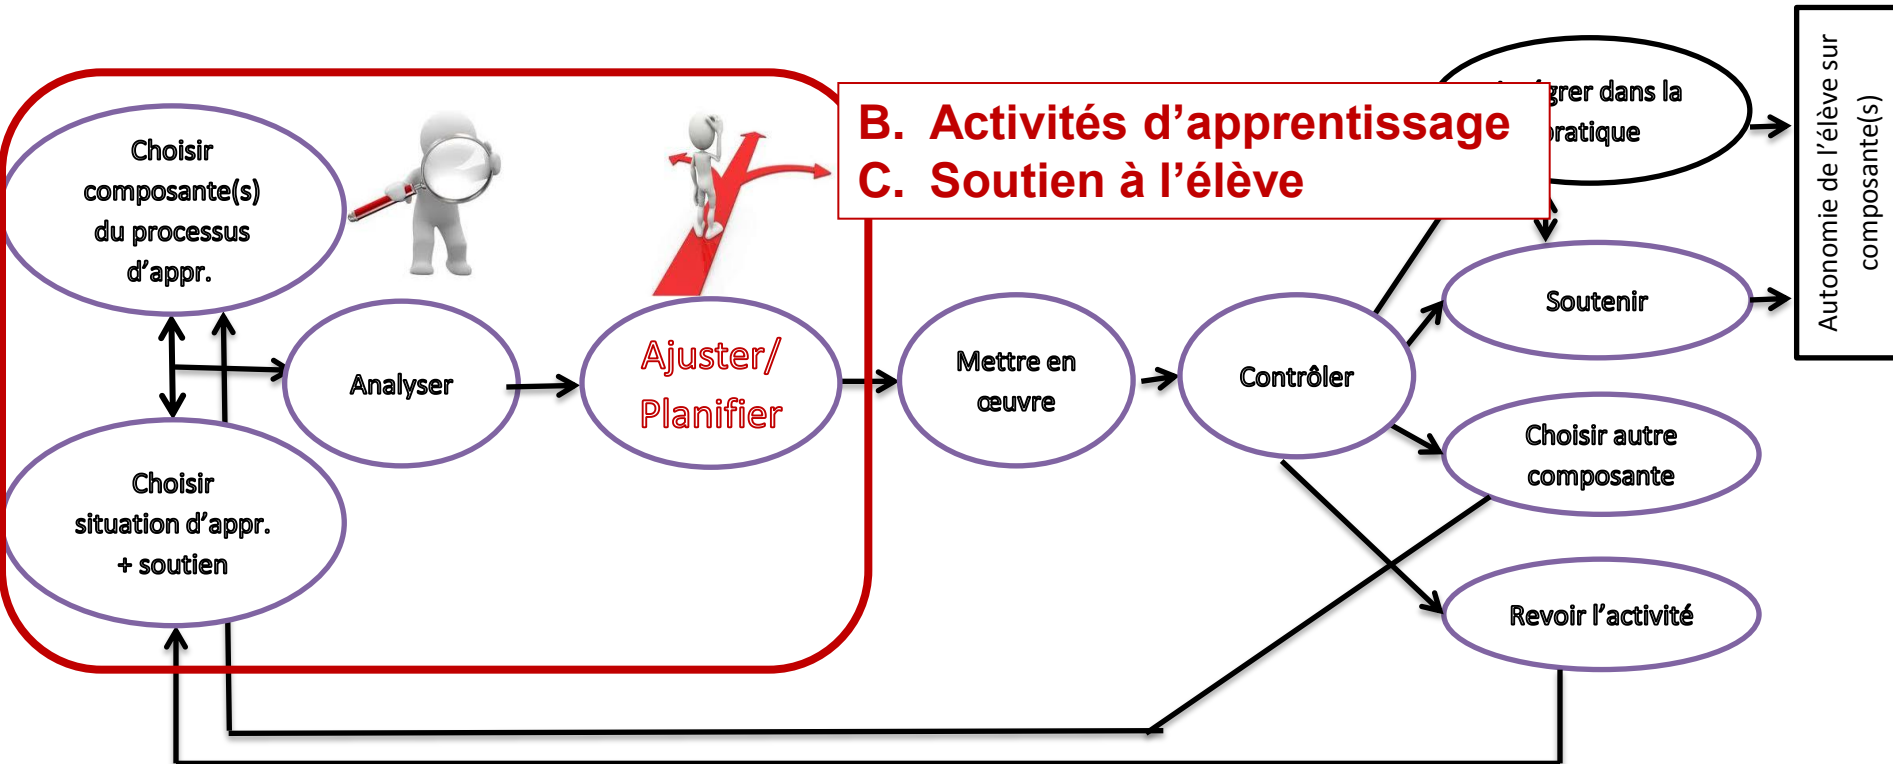 Choisir
composante(s)
du processus
d’appr.
Choisir
situation d’appr.
+ soutien
Analyser
Ajuster/
Planifier
B. Activités d’apprentissage
C. Soutien à l’élève
Mettre en
œuvre
Contrôler
dans la
pratique
Soutenir
Choisir autre
composante
Revoir l’activité
Autonomie de l’élève sur
composante(s)